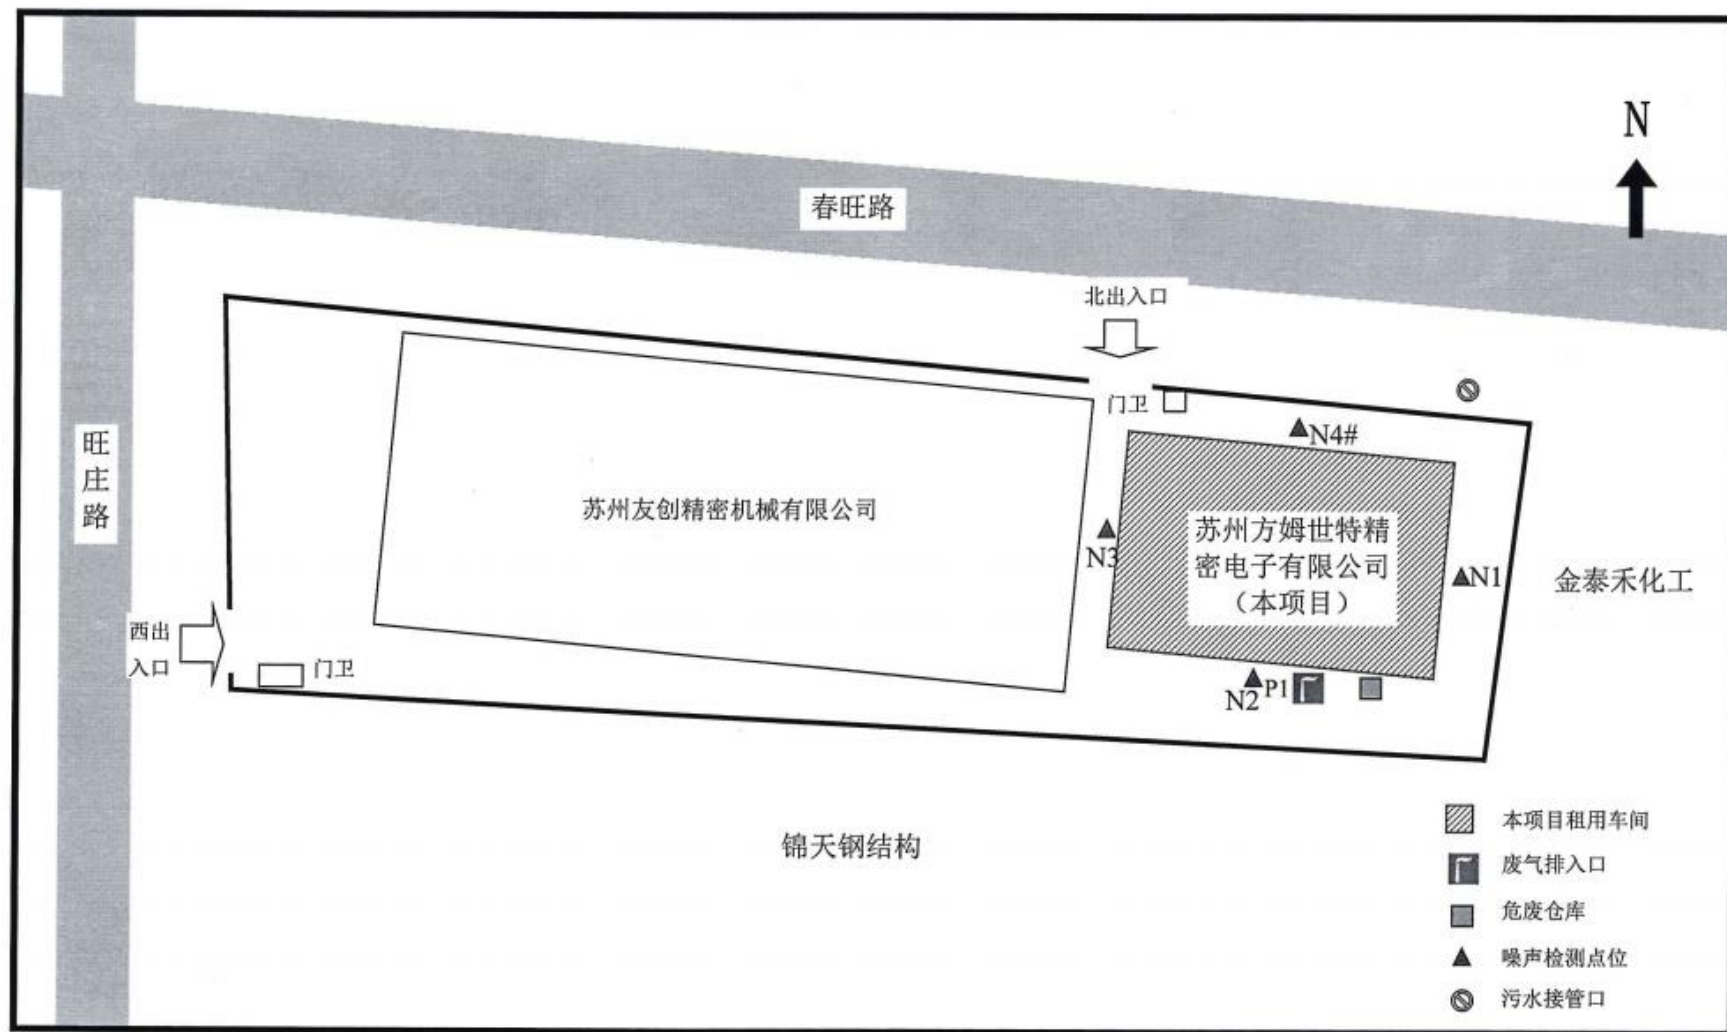 N
春旺路
北出入口
门卫
N4#
旺
庄
路
苏州友创精密机械有限公司
苏州方姆世特精
密电子有限公司
（本项目）
N3
N1
金泰禾化工
西出
入口
门卫
N2
P1
锦天钢结构
本项目租用车间
废气排入口
危废仓库
噪声检测点位
污水接管口